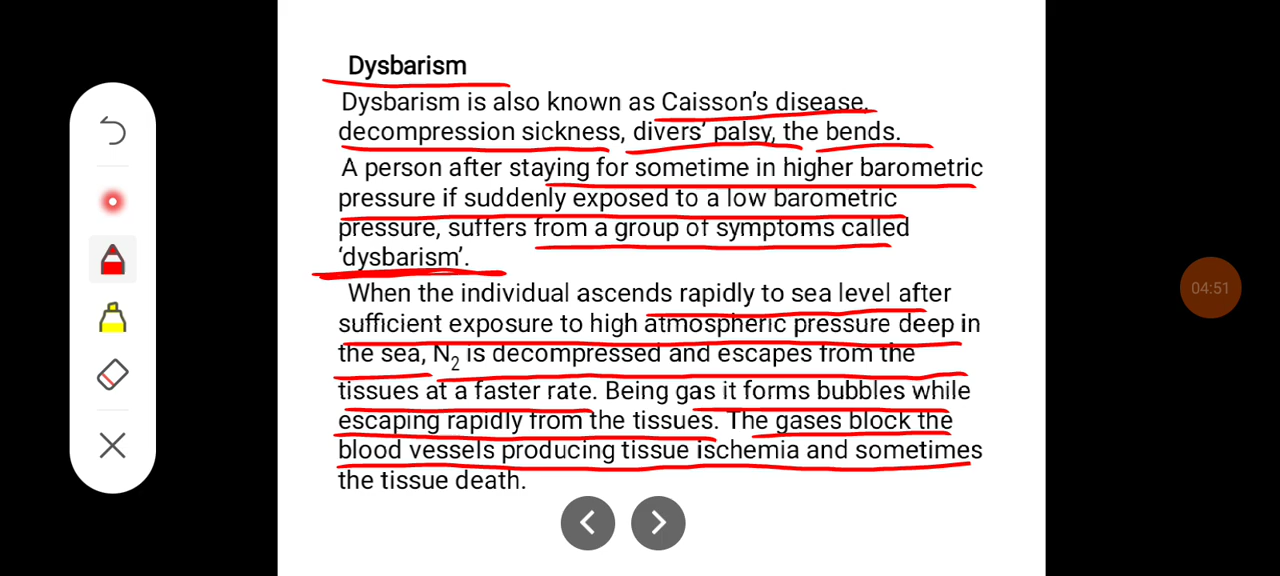 Dysbarism
Dysbarism is also known as Caisson's disease,
decompression sickness, divers' palsy, the bends.
A person after staying for sometime in higher barometric
pressure if suddenly exposed to a low barometric
pressure, suffers from a group of symptoms called
'dysbarism'.
When the individual ascends rapidly to sea level after
sufficient exposure to high atmospheric pressure deep in
the sea, N2 is decompressed and escapes from the
tissues at a faster rate. Being gas it forms bubbles while
escaping rapidly from the tissues. The gases block the
blood vessels producing tissue ischemia and sometimes
the tissue death.
04:51